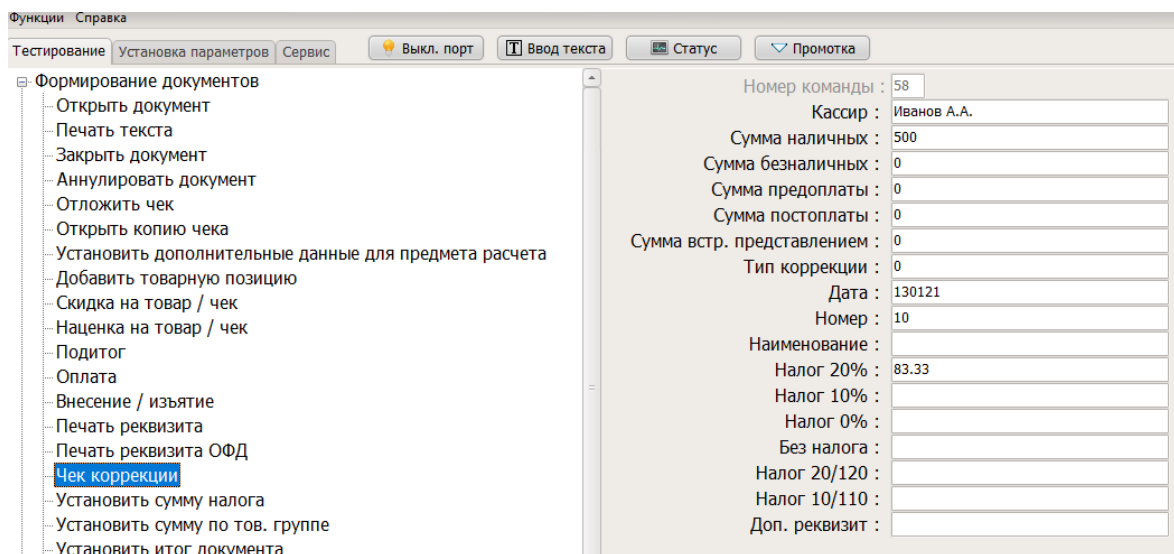 Функции Справка
Тестирование Установка параметров Сервис Выкл. порт Ввод текста Статус Промотка
Формирование документов
Открыть документ
Печать текста
Закрыть документ
Аннулировать документ
Отложить чек
Открыть копию чека
Установить дополнительные данные для предмета расчета
Добавить товарную позицию
Скидка на товар / чек
Наценка на товар / чек
Подитог
Оплата
Внесение / изъятие
Печать реквизита
Печать реквизита ОФД
Чек коррекции
Установить сумму налога
Установить сумму по тов. группе
Установить итог документа
Номер команды : 58
Кассир : Иванов А.А.
Сумма наличных : 500
Сумма безналичных : 0
Сумма предоплаты : 0
Сумма постоплаты : 0
Сумма встр. представлением : 0
Тип коррекции : 0
Дата : 130121
Номер : 10
Наименование :
Налог 20% : 83.33
Налог 10% :
Налог 0% :
Без налога :
Налог 20/120 :
Налог 10/110 :
Доп. реквизит :